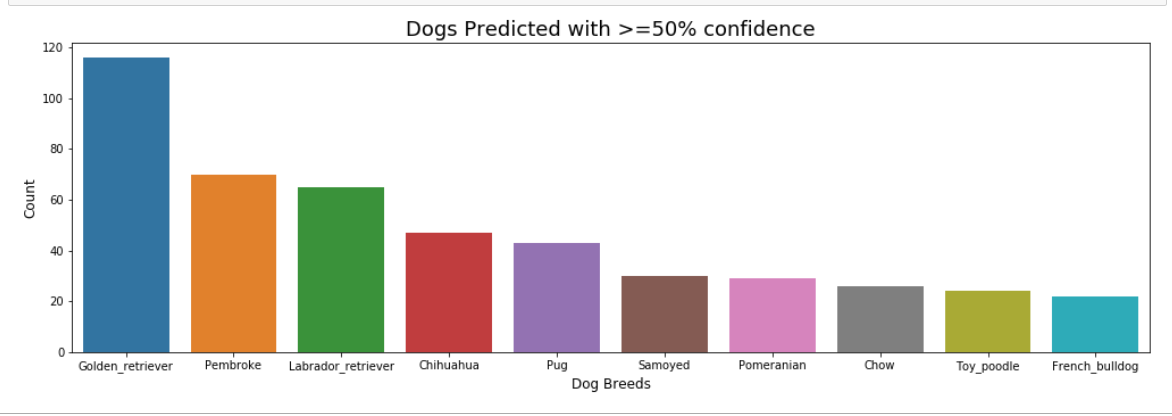 Dogs Predicted with >=50% confidence
120
100
80
60
40
20
0
Count
Golden_retriever Pembroke Labrador_retriever Chihuahua Pug Samoyed Pomeranian Chow Toy_poodle French_bulldog
Dog Breeds